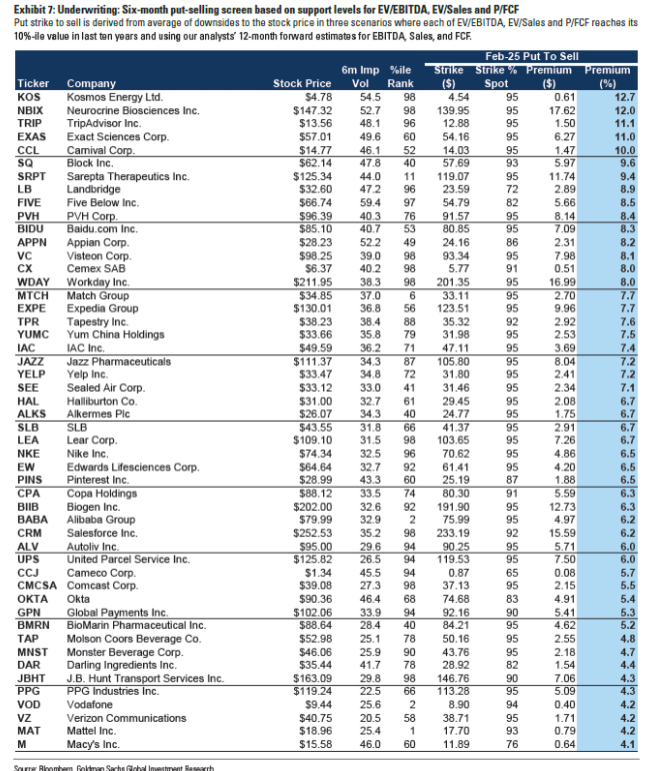 Exhibit 7: Underwriting: Six-month put-selling screen based on support levels for EV/EBITDA, EV/Sales and P/FCF
Put strike to sell is derived from average of downsides to the stock price in three scenarios where each of EV/EBITDA, EV/Sales and P/FCF reaches its
10%-ile value in last ten years and using our analysts' 12-month forward estimates for EBITDA, Sales, and FCF.
Feb-25 Put To Sell
6m Imp %ile Strike Strike % Premium Premium
Ticker Company Stock Price Vol Rank ($) Spot ($) (%)
KOS Kosmos Energy Ltd. $4.78 54.5 98 4.54 95 0.61 12.7
NBIX Neurocrine Biosciences Inc. $147.32 52.7 98 139.95 95 17.62 12.0
TRIP TripAdvisor Inc. $13.56 48.1 96 12.88 95 1.50 11.1
EXAS Exact Sciences Corp. $57.01 49.6 60 54.16 95 6.27 11.0
CCL Carnival Corp. $14.77 46.1 52 14.03 95 1.47 10.0
SQ Block Inc. $62.14 47.8 40 57.69 93 5.97 9.6
SRPT Sarepta Therapeutics Inc. $125.34 44.0 11 119.07 95 11.74 9.4
LB Landbridge $32.60 47.2 96 23.59 72 2.89 8.9
FIVE Five Below Inc. $66.74 59.4 97 54.79 82 5.66 8.5
PVH PVH Corp. $96.39 40.3 76 91.57 95 8.14 8.4
BIDU Baidu.com Inc. $85.10 40.7 53 80.85 95 7.09 8.3
APPN Appian Corp. $28.23 52.2 49 24.16 86 2.31 8.2
VC Visteon Corp. $98.25 39.0 98 93.34 95 7.98 8.1
CX Cemex SAB $6.37 40.2 98 5.77 91 0.51 8.0
WDAY Workday Inc. $211.95 38.3 98 201.35 95 16.99 8.0
MTCH Match Group $34.85 37.0 6 33.11 95 2.70 7.7
EXPE Expedia Group $130.01 36.8 56 123.51 95 9.96 7.7
TPR Tapestry Inc. $38.23 38.4 88 35.32 92 2.92 7.6
YUMC Yum China Holdings $33.66 35.8 79 31.98 95 2.53 7.5
IAC IAC Inc. $49.59 36.2 71 47.11 95 3.69 7.4
JAZZ Jazz Pharmaceuticals $111.37 34.3 87 105.80 95 8.04 7.2
YELP Yelp Inc. $33.47 34.8 72 31.80 95 2.41 7.2
SEE Sealed Air Corp. $33.12 33.0 41 31.46 95 2.34 7.1
HAL Halliburton Co. $31.00 32.7 61 29.45 95 2.08 6.7
ALKS Alkermes Plc $26.07 34.3 40 24.77 95 1.75 6.7
SLB SLB $43.55 31.8 66 41.37 95 2.91 6.7
LEA Lear Corp. $109.10 31.5 98 103.65 95 7.26 6.7
NKE Nike Inc. $74.34 32.5 96 70.62 95 4.86 6.5
EW Edwards Lifesciences Corp. $64.64 32.7 92 61.41 95 4.20 6.5
PINS Pinterest Inc. $28.99 43.3 60 25.19 87 1.88 6.5
CPA Copa Holdings $88.12 33.5 74 80.30 91 5.59 6.3
BIIB Biogen Inc. $202.00 32.6 92 191.90 95 12.73 6.3
BABA Alibaba Group $79.99 32.9 2 75.99 95 4.97 6.2
CRM Salesforce Inc. $252.53 35.2 98 233.19 92 15.59 6.2
ALV Autoliv Inc. $95.00 29.6 94 90.25 95 5.71 6.0
UPS United Parcel Service Inc. $125.82 26.5 94 119.53 95 7.50 6.0
CCJ Cameco Corp. $1.34 45.5 94 0.87 65 0.08 5.7
CMCSA Comcast Corp. $39.08 27.3 98 37.13 95 2.15 5.5
OKTA Okta $90.36 46.4 68 74.68 83 4.91 5.4
GPN Global Payments Inc. $102.06 33.9 94 92.16 90 5.41 5.3
BMRN BioMarin Pharmaceutical Inc. $88.64 28.4 40 84.21 95 4.62 5.2
TAP Molson Coors Beverage Co. $52.98 25.1 78 50.16 95 2.55 4.8
MNST Monster Beverage Corp. $46.06 25.9 90 43.76 95 2.18 4.7
DAR Darling Ingredients Inc. $35.44 41.7 78 28.92 82 1.54 4.4
JBHT J.B. Hunt Transport Services Inc. $163.09 29.8 98 146.76 90 7.06 4.3
PPG PPG Industries Inc. $119.24 22.5 66 113.28 95 5.09 4.3
VOD Vodafone $9.44 25.6 2 8.90 94 0.40 4.2
VZ Verizon Communications $40.75 20.5 58 38.71 95 1.71 4.2
MAT Mattel Inc. $18.96 25.4 1 17.70 93 0.79 4.2
M Macy's Inc. $15.58 46.0 60 11.89 76 0.64 4.1
Source: Bloomberg, Goldman Sachs Global Investment Research